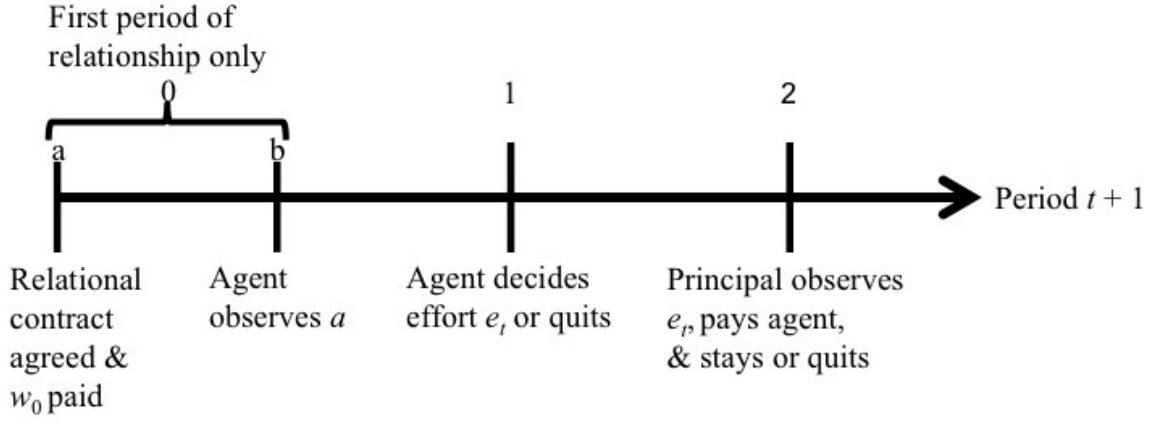 First period of
relationship only
0
1
2
a
b
Period t + 1
Relational
contract
agreed &
w0 paid
Agent
observes a
Agent decides
effort et or quits
Principal observes
et, pays agent,
& stays or quits